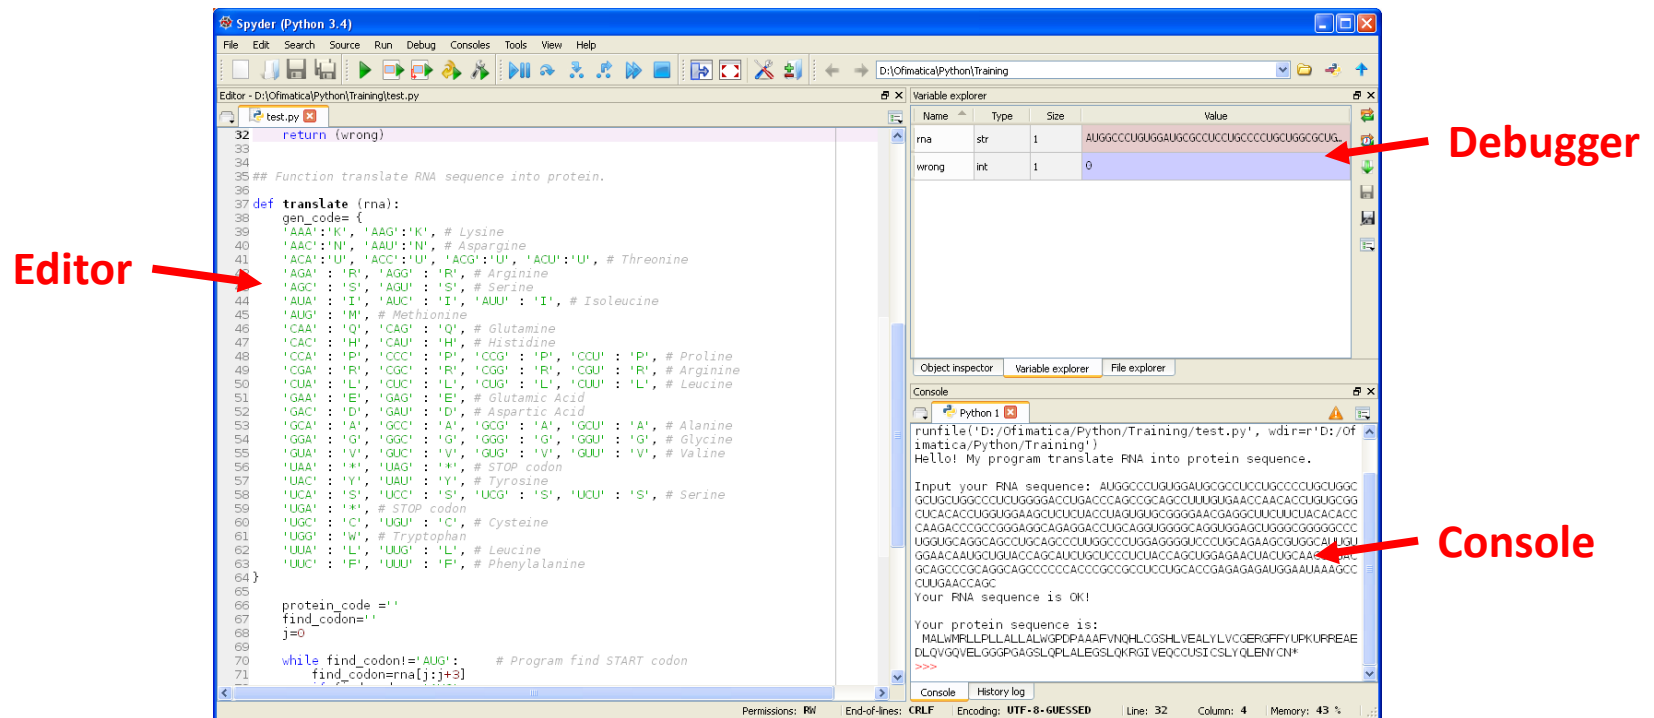 Spyder (Python 3.4)
File Edit Search Source Run Debug Consoles Tools View Help
D:\Ofimatica\Python\Training
Editor - D:\Ofimatica\Python\Training\test.py
test.py
32 return (wrong)
33
34
35 ## Function translate RNA sequence into protein.
36
37 def translate (rna):
38 gen_code= {
39 'AAA':'K', 'AAG':'K', # Lysine
40 'AAC':'N', 'AAU':'N', # Aspargine
41 'ACA':'U', 'ACC':'U', 'ACG':'U', 'ACU':'U', # Threonine
'AGA' : 'R', 'AGG' : 'R', # Arginine
'AGC' : 'S', 'AGU' : 'S', # Serine
44 'AUA' : 'I', 'AUC' : 'I', 'AUU' : 'I', # Isoleucine
45 'AUG' : 'M', # Methionine
46 'CAA' : 'Q', 'CAG' : 'Q', # Glutamine
47 'CAC' : 'H', 'CAU' : 'H', # Histidine
48 'CCA' : 'P', 'CCC' : 'P', 'CCG' : 'P', 'CCU' : 'P', # Proline
49 'CGA' : 'R', 'CGC' : 'R', 'CGG' : 'R', 'CGU' : 'R', # Arginine
50 'CUA' : 'L', 'CUC' : 'L', 'CUG' : 'L', 'CUU' : 'L', # Leucine
51 'GAA' : 'E', 'GAG' : 'E', # Glutamic Acid
52 'GAC' : 'D', 'GAU' : 'D', # Aspartic Acid
53 'GCA' : 'A', 'GCC' : 'A', 'GCG' : 'A', 'GCU' : 'A', # Alanine
54 'GGA' : 'G', 'GGC' : 'G', 'GGG' : 'G', 'GGU' : 'G', # Glycine
55 'GUA' : 'V', 'GUC' : 'V', 'GUG' : 'V', 'GUU' : 'V', # Valine
56 'UAA' : '*', 'UAG' : '*', # STOP codon
57 'UAC' : 'Y', 'UAU' : 'Y', # Tyrosine
58 'UCA' : 'S', 'UCC' : 'S', 'UCG' : 'S', 'UCU' : 'S', # Serine
59 'UGA' : '*', # STOP codon
60 'UGC' : 'C', 'UGU' : 'C', # Cysteine
61 'UGG' : 'W', # Tryptophan
62 'UUA' : 'L', 'UUG' : 'L', # Leucine
63 'UUC' : 'F', 'UUU' : 'F', # Phenylalanine
64 }
65
66 protein_code =''
67 find_codon=''
68 j=0
69
70 while find_codon!='AUG': # Program find START codon
71 find_codon=rna[j:j+3]
Variable explorer
Name Type Size Value
rna str 1 AUGGCCCUGUGGAUGCGCCUCCUGCCCCUGCUGGCGCUG...
wrong int 1 0
Object inspector Variable explorer File explorer
Console
Python 1
runfile('D:/Ofimatica/Python/Training/test.py', wdir=r'D:/Of
imatica/Python/Training')
Hello! My program translate RNA into protein sequence.
Input your RNA sequence: AUGGCCCUGUGGAUGCGCCUCCUGCCCCUGCUGGC
GCUGCUGGCCCUCUGGGGACCUGACCCAGCCGCAGCCUUUGUGAACCAACACCUGUGCGG
CUCACACCUGGUGGAAGCUCUCUACCUAGUGUGCGGGGAACGAGGCUUCUUCUACACACC
CAAGACCCGCCGGGAGGCAGAGGACCUGCAGGUGGGGCAGGUGGAGCUGGGCGGGGGCCC
UGGUGCAGGCAGCCUGCAGCCCUUGGCCCUGGAGGGGUCCCUGCAGAAGCGUGGCAUUGU
GCAGCCCGCAGGCAGCCCCCCACCCGCCGCCUCCUGCACCGAGAGAGAUGGAAUAAAGCC
CUUGAACCAGC
Your RNA sequence is OK!
Your protein sequence is:
MALWMRLLPLLALLALWGPDPAAAFVNQHLCGSHLVEALYLVCGERGFFYUPKURREAE
DLQVGQVELGGGPGAGSLQPLALEGSLQKRGIVEQCCUSICSLYQLENYCN*
>>>
Console History log
Permissions: RW End-of-lines: CRLF Encoding: UTF-8-GUESSED Line: 32 Column: 4 Memory: 43 %
Editor
Debugger
Console